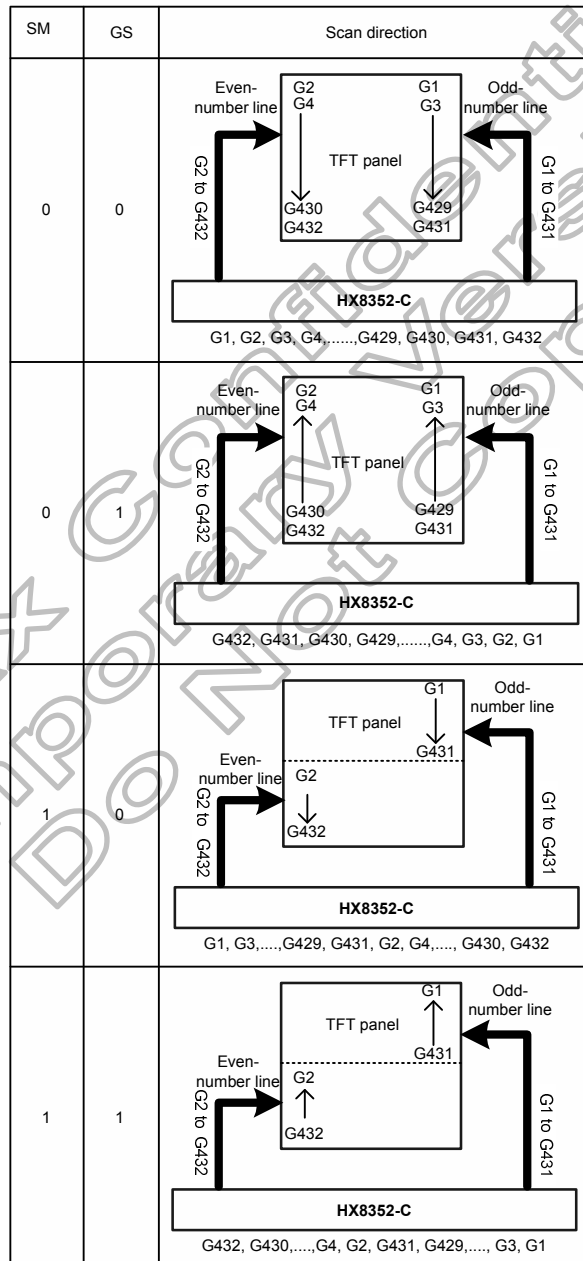 SM GS Scan direction
0 0
Even-number line
G2 G1
G4 G3
Odd-number line
TFT panel
G2 to G432
G1 to G431
G430 G429
G432 G431
HX8352-C
G1, G2, G3, G4,......,G429, G430, G431, G432
0 1
Even-number line
G2 G1
G4 G3
Odd-number line
TFT panel
G2 to G432
G1 to G431
G430 G429
G432 G431
HX8352-C
G432, G431, G430, G429,......,G4, G3, G2, G1
1 0
G1
Odd-number line
TFT panel
G431
Even-number line
G2
G432
G2 to G432
G1 to G431
HX8352-C
G1, G3,....,G429, G431, G2, G4,...., G430, G432
1 1
G1
Odd-number line
TFT panel
G431
Even-number line
G2
G432
G2 to G432
G1 to G431
HX8352-C
G432, G430,....,G4, G2, G431, G429,...., G3, G1
Do Not